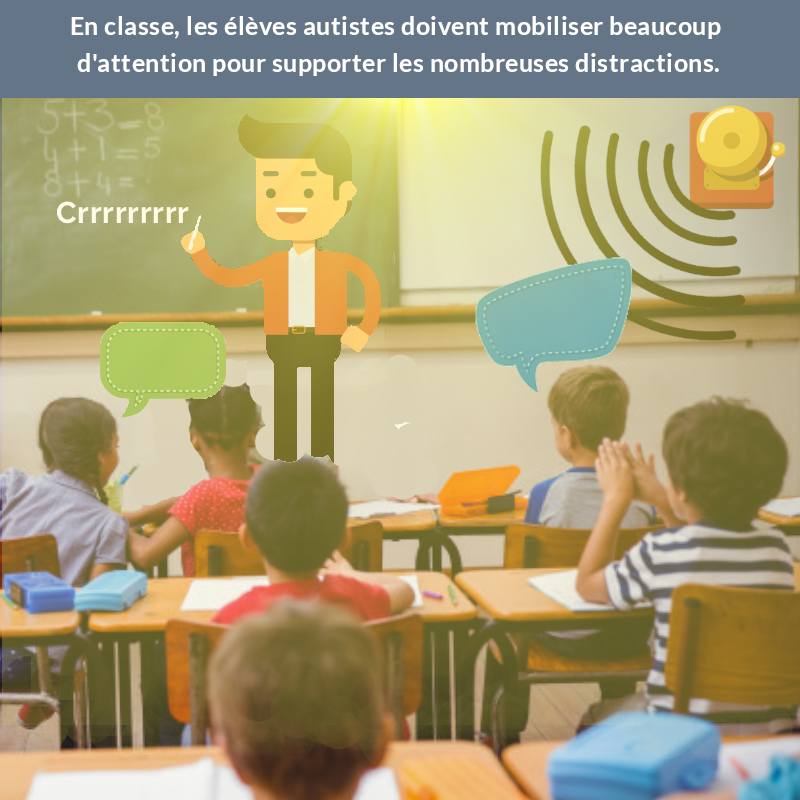 En classe, les élèves autistes doivent mobiliser beaucoup
d'attention pour supporter les nombreuses distractions.
5+3=8
4+1=5
8+4=
Crrrrrrrrr